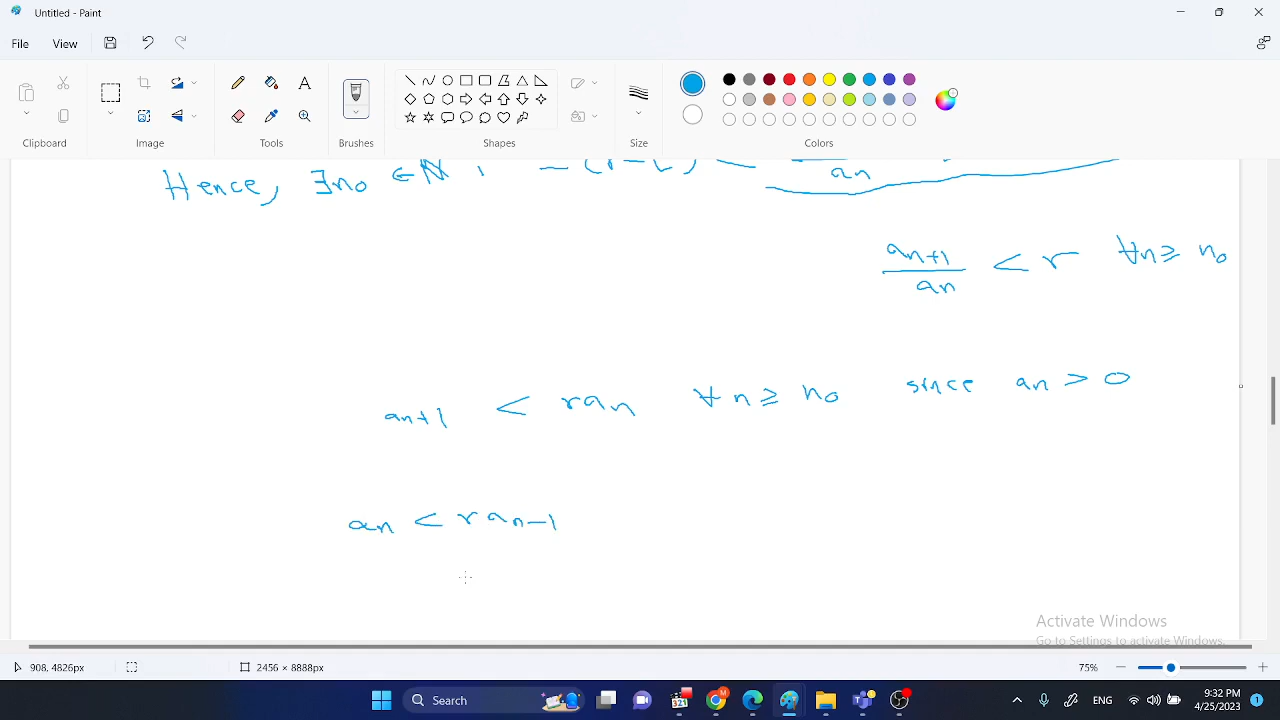 Untitled - Paint
File View
Clipboard Image Tools Brushes Shapes Size Colors
Hence, ∃n₀ ∈ ℕ
aₙ
aₙ₊₁/aₙ < r ∀n ≥ n₀
aₙ₊₁ < raₙ ∀n ≥ n₀ since aₙ > 0
aₙ < raₙ₋₁
Activate Windows
Go to Settings to activate Windows.
908, 4826px 2456 × 8888px 75%
Search ENG 9:32 PM
4/25/2023